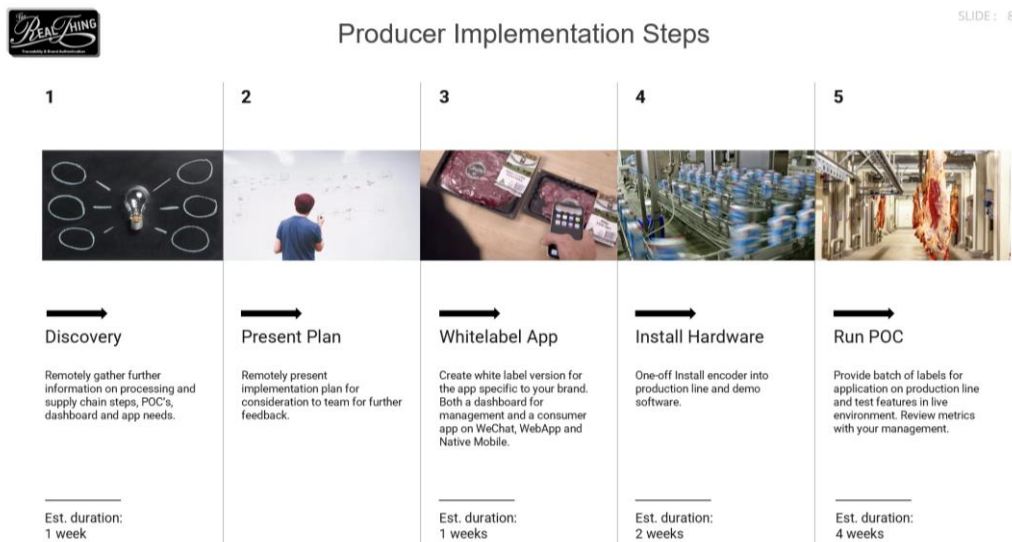 The
REAL THING
Traceability & Brand Authentication
SLIDE : 8
Producer Implementation Steps
1
2
3
4
5
Discovery
Remotely gather further
information on processing and
supply chain steps, POC's,
dashboard and app needs.
Est. duration:
1 week
Present Plan
Remotely present
implementation plan for
consideration to team for further
feedback.
Whitelabel App
Create white label version for
the app specific to your brand.
Both a dashboard for
management and a consumer
app on WeChat, WebApp and
Native Mobile.
Est. duration:
1 weeks
Install Hardware
One-off Install encoder into
production line and demo
software.
Est. duration:
2 weeks
Run POC
Provide batch of labels for
application on production line
and test features in live
environment. Review metrics
with your management.
Est. duration:
4 weeks